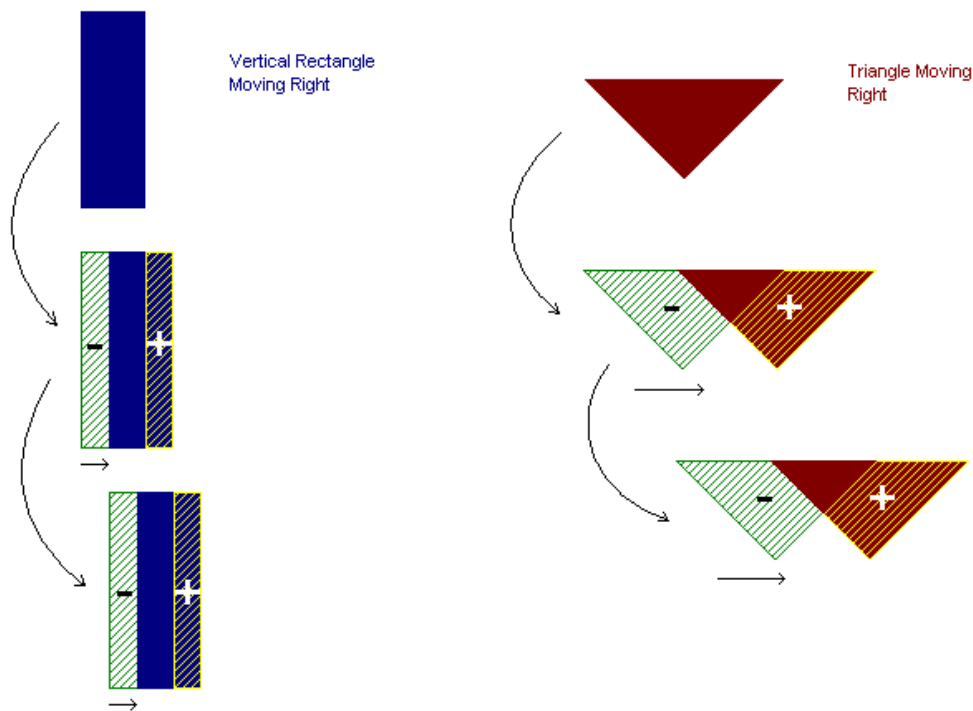 Vertical Rectangle
Moving Right
Triangle Moving
Right
- +
- +
- +
- +